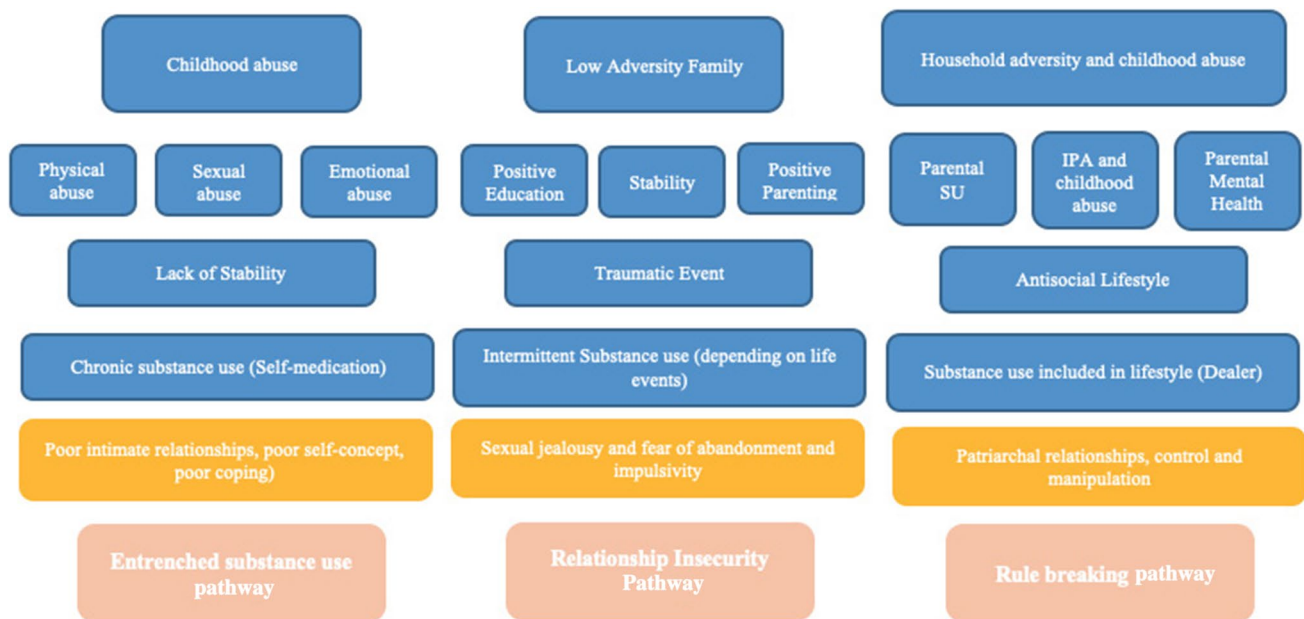 Childhood abuse
Low Adversity Family
Household adversity and childhood abuse
Physical
abuse
Sexual
abuse
Emotional
abuse
Positive
Education
Stability
Positive
Parenting
Parental
SU
IPA and
childhood
abuse
Parental
Mental
Health
Lack of Stability
Traumatic Event
Antisocial Lifestyle
Chronic substance use (Self-medication)
Intermittent Substance use (depending on life
events)
Substance use included in lifestyle (Dealer)
Poor intimate relationships, poor self-concept,
poor coping)
Sexual jealousy and fear of abandonment and
impulsivity
Patriarchal relationships, control and
manipulation
Entrenched substance use
pathway
Relationship Insecurity
Pathway
Rule breaking pathway